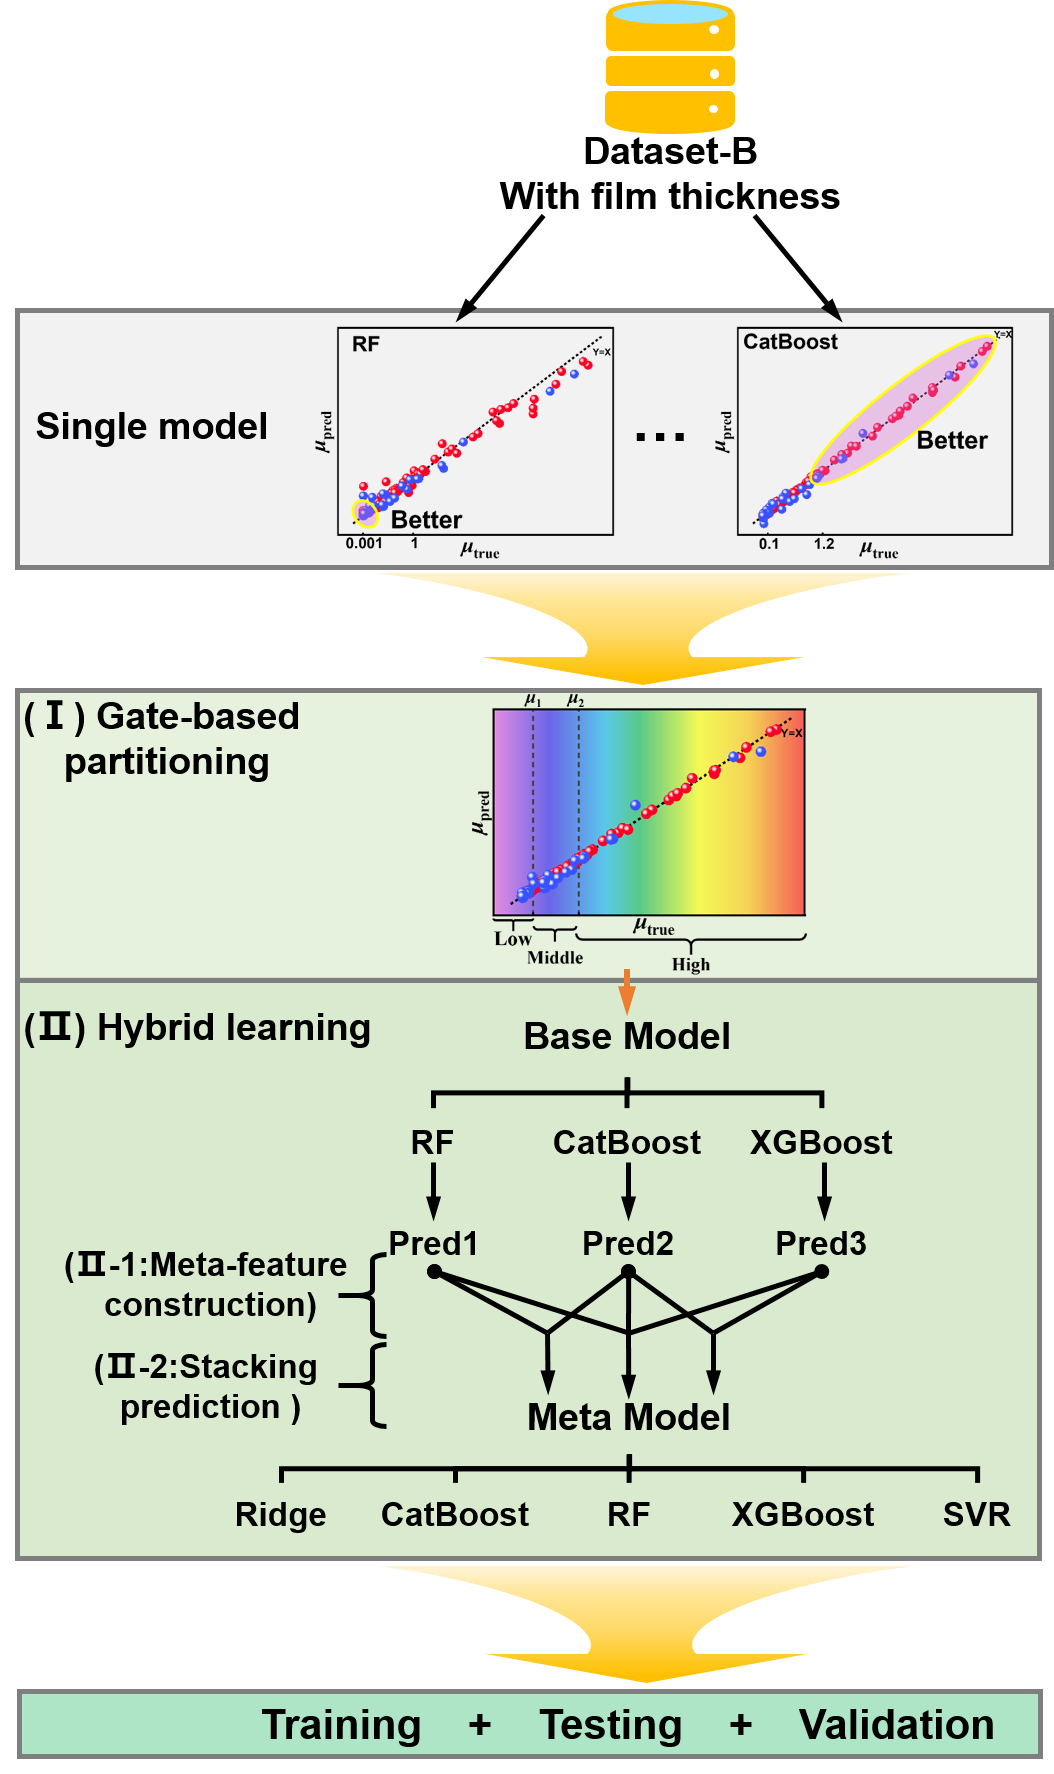 Dataset-B
With film thickness
Single model
RF
Y=X
μpred
Better
0.001
1
μtrue
...
CatBoost
Y=X
μpred
Better
0.1
1.2
μtrue
(Ⅰ) Gate-based
partitioning
μ1
μ2
Y=X
μpred
μtrue
Low
Middle
High
(Ⅱ) Hybrid learning
Base Model
RF
CatBoost
XGBoost
Pred1
Pred2
Pred3
(Ⅱ-1:Meta-feature
construction)
(Ⅱ-2:Stacking
prediction )
Meta Model
Ridge
CatBoost
RF
XGBoost
SVR
Training + Testing + Validation